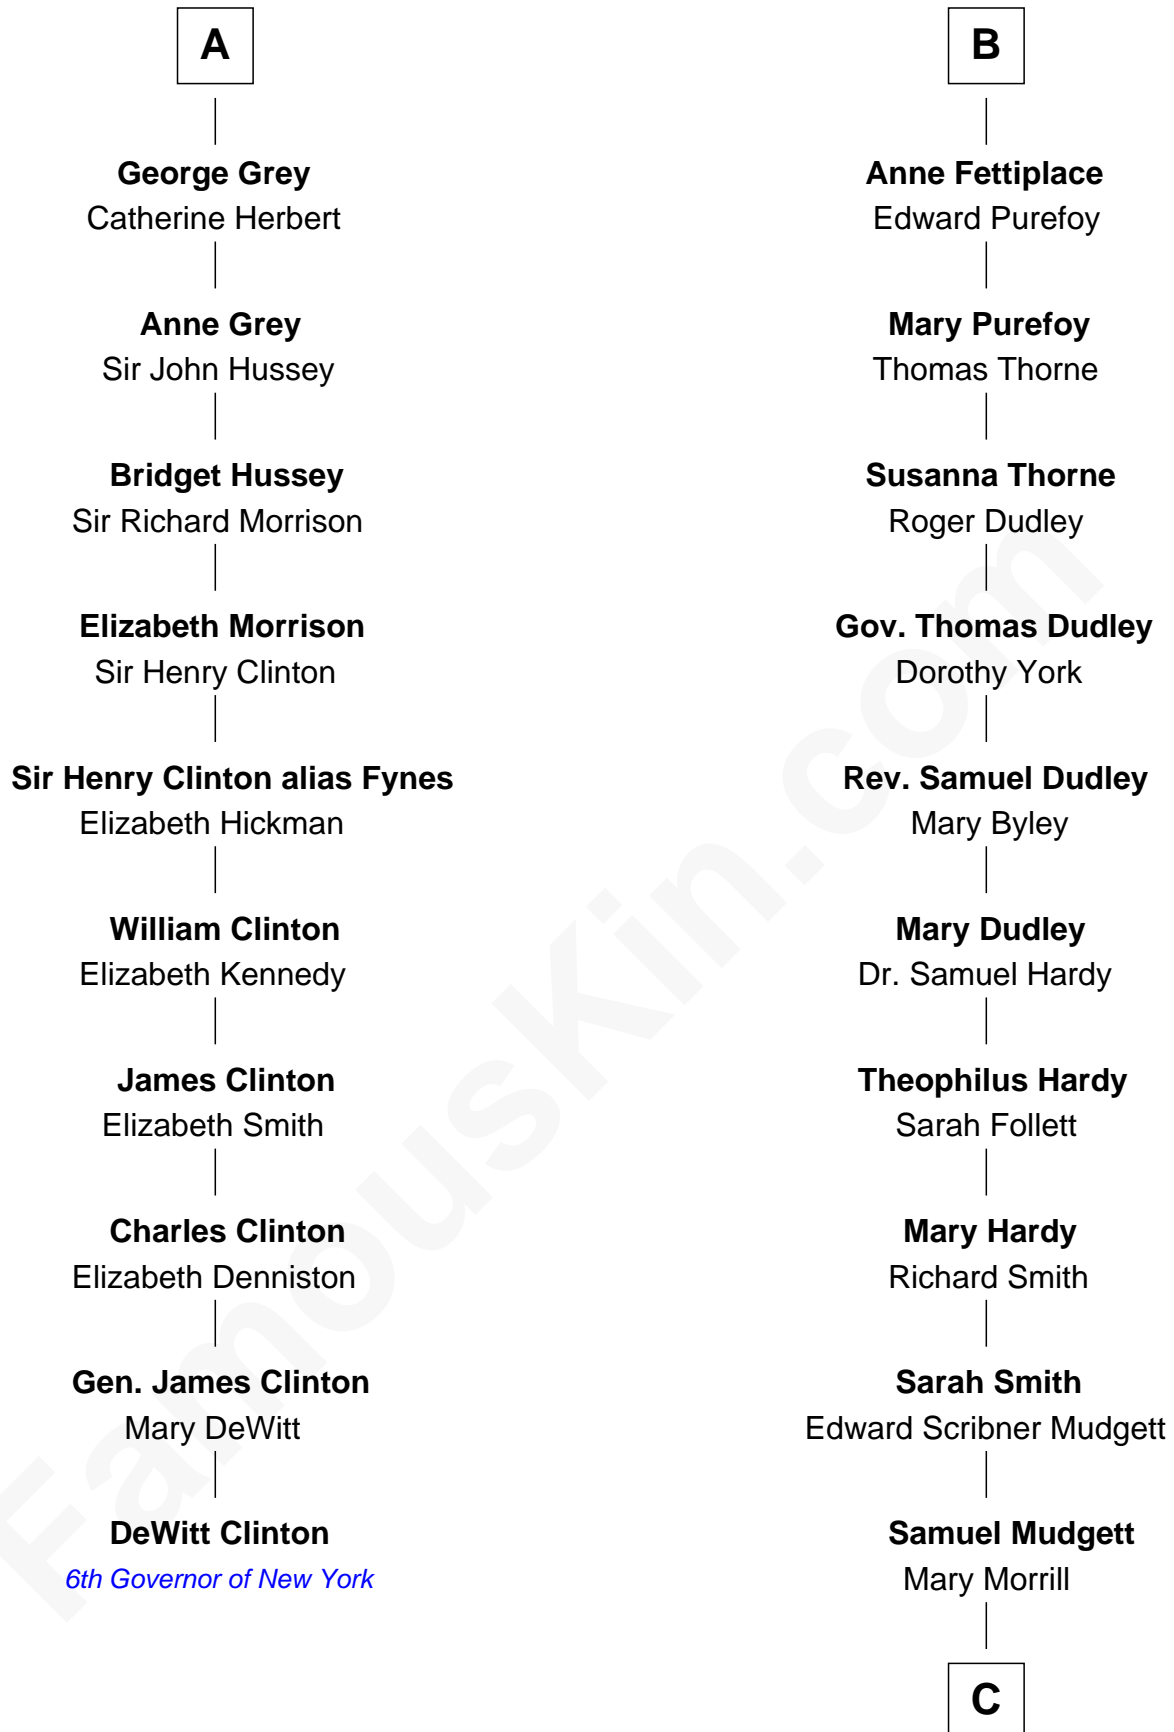 A
George Grey
Catherine Herbert
Anne Grey
Sir John Hussey
Bridget Hussey
Sir Richard Morrison
Elizabeth Morrison
Sir Henry Clinton
Sir Henry Clinton alias Fynes
Elizabeth Hickman
William Clinton
Elizabeth Kennedy
James Clinton
Elizabeth Smith
Charles Clinton
Elizabeth Denniston
Gen. James Clinton
Mary DeWitt
DeWitt Clinton
6th Governor of New York
B
Anne Fettiplace
Edward Purefoy
Mary Purefoy
Thomas Thorne
Susanna Thorne
Roger Dudley
Gov. Thomas Dudley
Dorothy York
Rev. Samuel Dudley
Mary Byley
Mary Dudley
Dr. Samuel Hardy
Theophilus Hardy
Sarah Follett
Mary Hardy
Richard Smith
Sarah Smith
Edward Scribner Mudgett
Samuel Mudgett
Mary Morrill
C
FamousKin.com